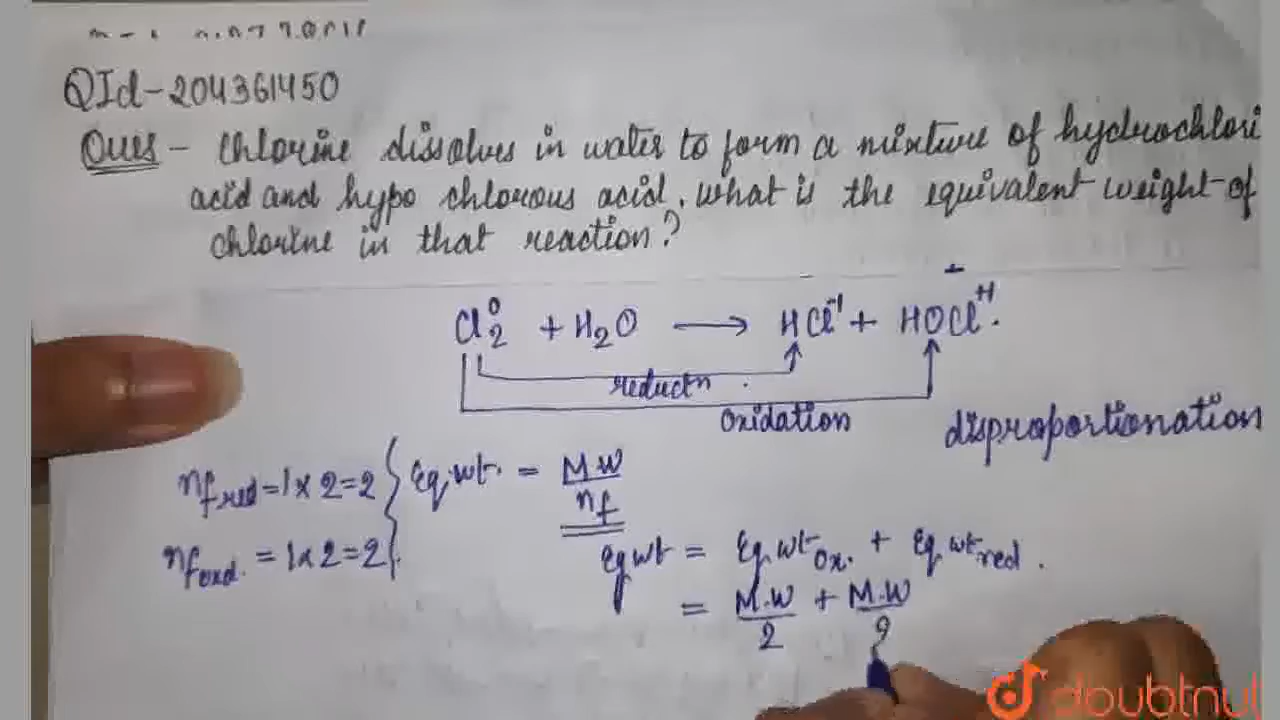 QId-204361450
Ques - Chlorine dissolves in water to form a mixture of hydrochlori
acid and hypo chlorous acid. what is the equivalent weight of
chlorine in that reaction?
Cl₂⁰ + H₂O ⟶ HCl⁻¹ + HOCl⁺¹.
reductn.
Oxidation
disproportionation
nf red = 1 x 2 = 2 } Eq. wt. = M.W / nf
nf oxd. = 1 x 2 = 2
Eq wt = Eq. wt ox. + Eq wt red.
= M.W / 2 + M.W / 2
doubtnut